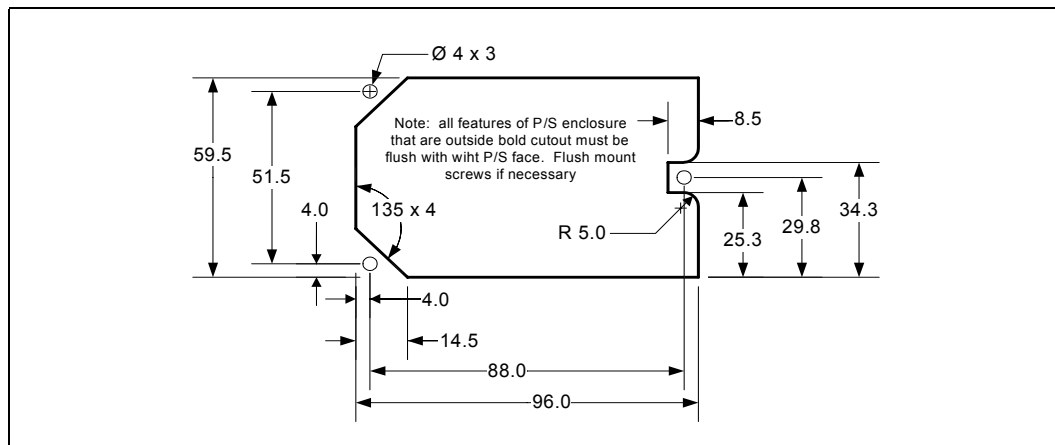 Ø 4 x 3
Note: all features of P/S enclosure
that are outside bold cutout must be
flush with wiht P/S face. Flush mount
screws if necessary
8.5
59.5
51.5
4.0
135 x 4
R 5.0
25.3
29.8
34.3
4.0
14.5
88.0
96.0